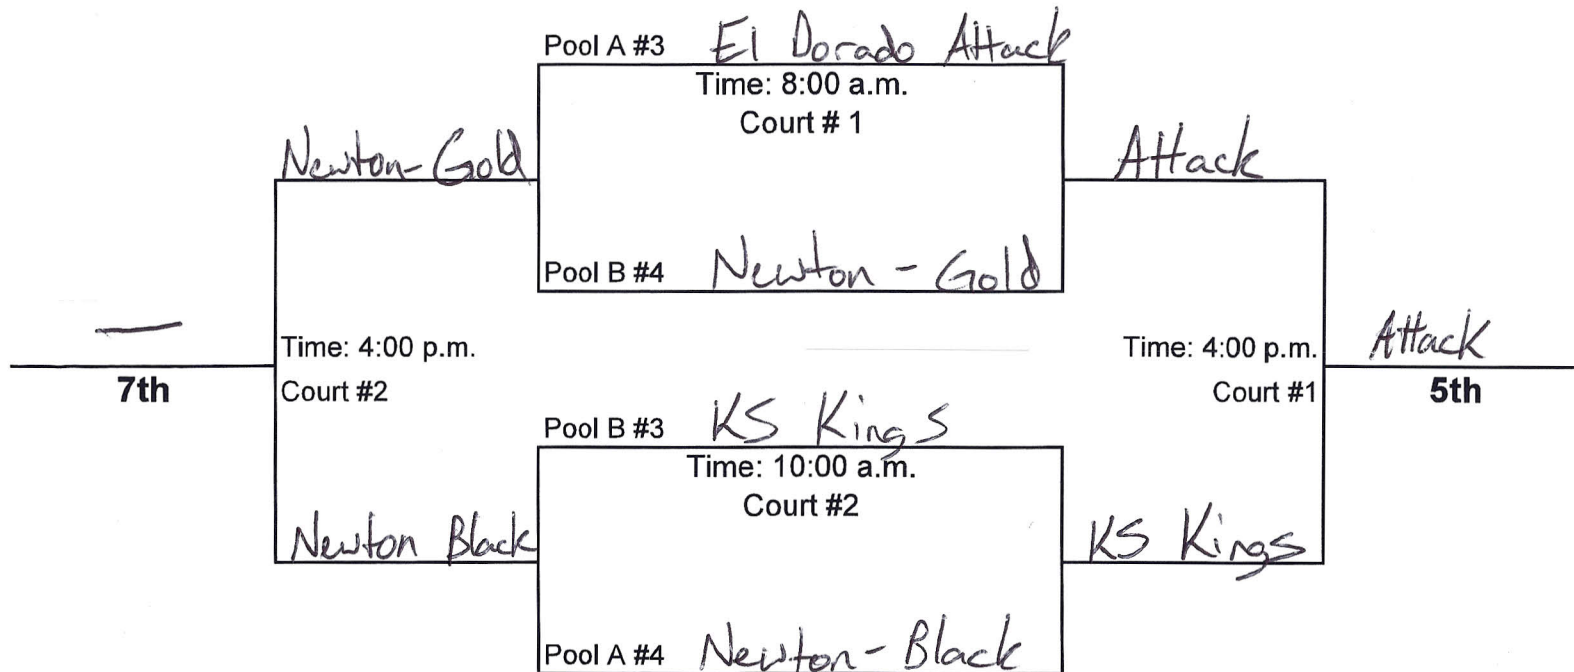 Pool A #3 El Dorado Attack
Time: 8:00 a.m.
Court # 1
Newton-Gold
Attack
Pool B #4 Newton - Gold
—
7th
Time: 4:00 p.m.
Court #2
Time: 4:00 p.m.
Court #1
Attack
5th
Pool B #3 KS Kings
Time: 10:00 a.m.
Court #2
Newton Black
KS Kings
Pool A #4 Newton - Black